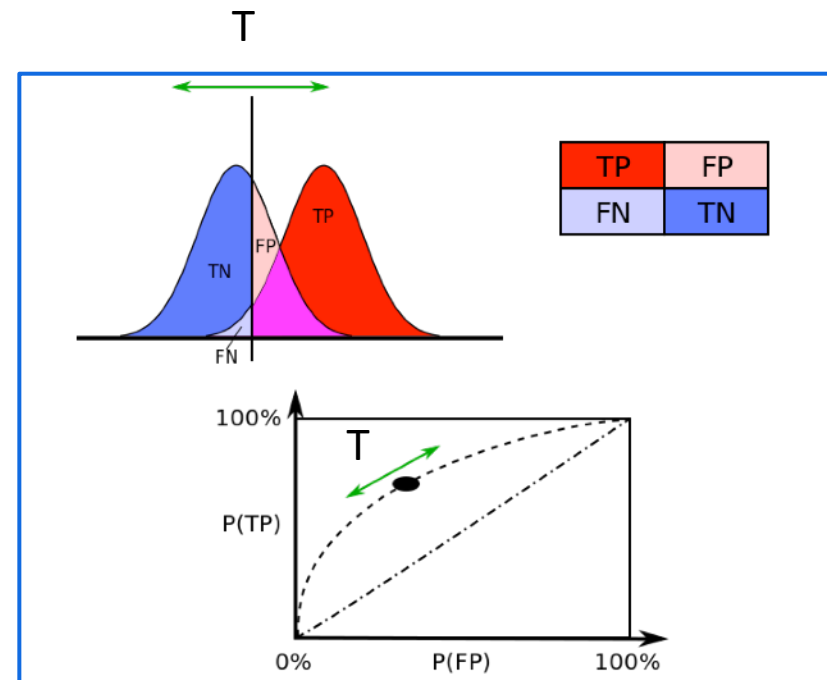 T
TP FP
FN TN
TN
FP
TP
FN
100%
T
P(TP)
0% P(FP) 100%